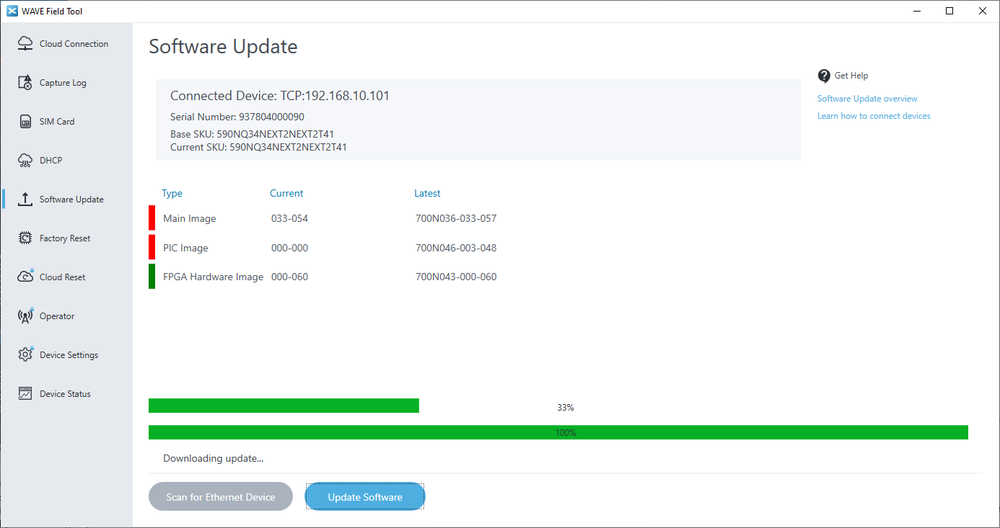 WAVE Field Tool
Cloud Connection
Capture Log
SIM Card
DHCP
Software Update
Factory Reset
Cloud Reset
Operator
Device Settings
Device Status
Software Update
Connected Device: TCP:192.168.10.101
Serial Number: 937804000090
Base SKU: 590NQ34NEXT2NEXT2T41
Current SKU: 590NQ34NEXT2NEXT2T41
Get Help
Software Update overview
Learn how to connect devices
Type Current Latest
Main Image 033-054 700N036-033-057
PIC Image 000-000 700N046-003-048
FPGA Hardware Image 000-060 700N043-000-060
33%
100%
Downloading update...
Scan for Ethernet Device Update Software